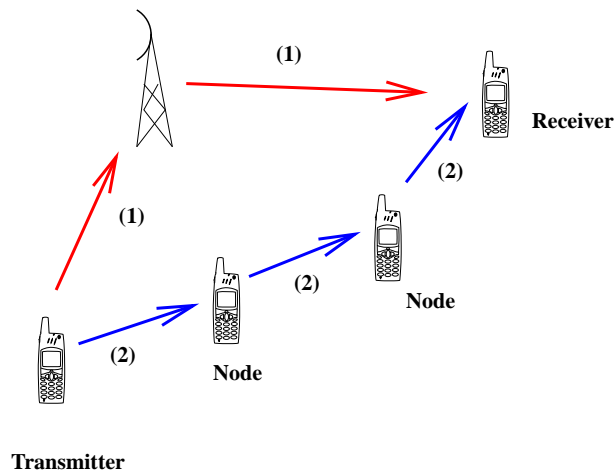 (1)
Receiver
(2)
(1)
(2)
Node
(2)
Node
Transmitter